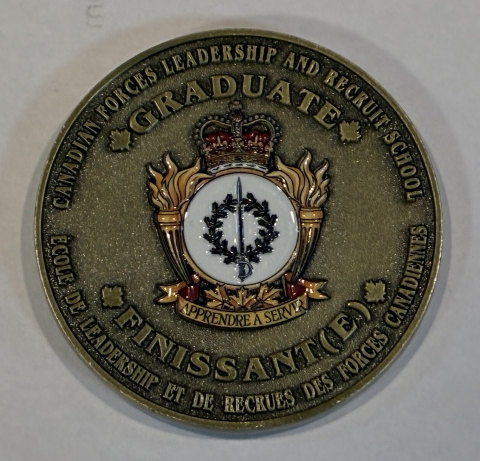 CANADIAN FORCES LEADERSHIP AND RECRUIT SCHOOL
GRADUATE
APPRENDRE A SERVIR
FINISSANT(E)
ÉCOLE DE LEADERSHIP ET DE RECRUES DES FORCES CANADIENNES